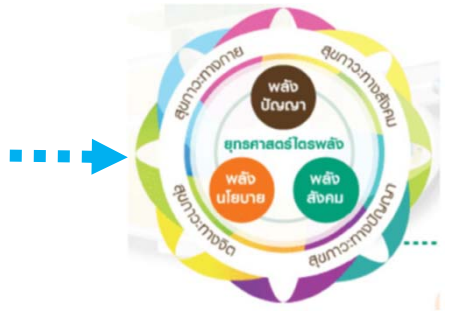 สุขภาวะทางกาย
สุขภาวะทางสังคม
พลัง
ปัญญา
ยุทธศาสตร์ไตรพลัง
พลัง
นโยบาย
พลัง
สังคม
สุขภาวะทางจิต
สุขภาวะทางปัญญา